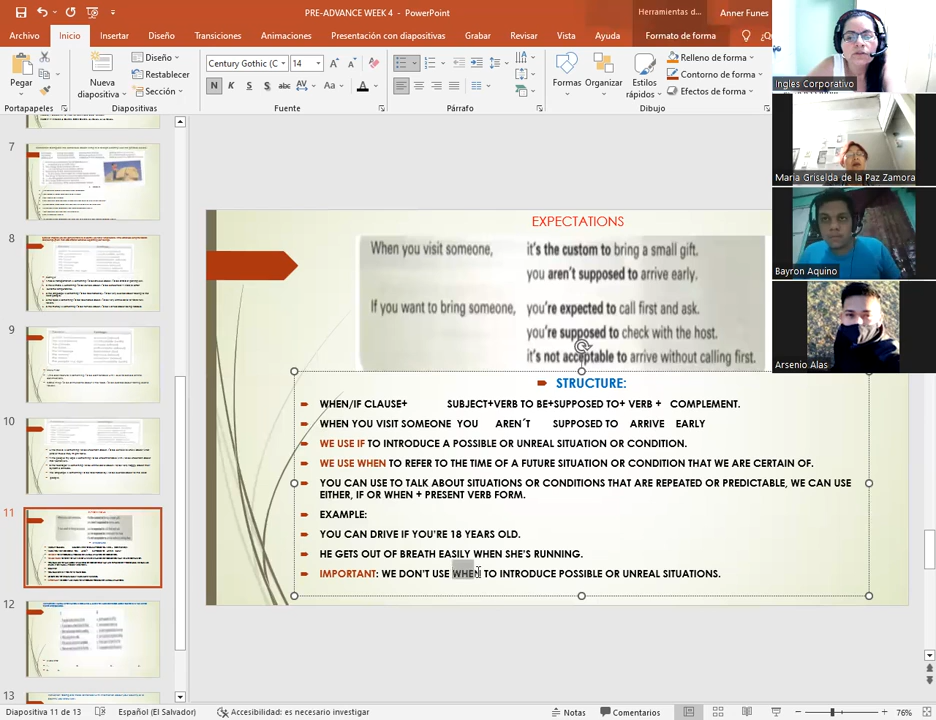 PRE-ADVANCE WEEK 4 - PowerPoint
Herramientas d...
Anner Funes
Archivo
Inicio
Insertar
Diseño
Transiciones
Animaciones
Presentación con diapositivas
Grabar
Revisar
Vista
Ayuda
Formato de forma
Pegar
Portapapeles
Nueva diapositiva
Diseño
Restablecer
Sección
Diapositivas
Century Gothic (C
14
N
K
S
abc
AV
Aa
A
Fuente
Párrafo
Formas
Organizar
Estilos rápidos
Relleno de forma
Contorno de forma
Efectos de forma
Dibujo
Ingles Corporativo
Maria Griselda de la Paz Zamora
Bayron Aquino
Arsenio Alas
7
8
9
10
11
12
13
EXPECTATIONS
When you visit someone, it's the custom to bring a small gift.
you aren't supposed to arrive early.
If you want to bring someone, you're expected to call first and ask.
you're supposed to check with the host.
it's not acceptable to arrive without calling first.
STRUCTURE:
WHEN/IF CLAUSE+ SUBJECT+VERB TO BE+SUPPOSED TO+ VERB + COMPLEMENT.
WHEN YOU VISIT SOMEONE YOU AREN´T SUPPOSED TO ARRIVE EARLY
WE USE IF TO INTRODUCE A POSSIBLE OR UNREAL SITUATION OR CONDITION.
WE USE WHEN TO REFER TO THE TIME OF A FUTURE SITUATION OR CONDITION THAT WE ARE CERTAIN OF.
YOU CAN USE TO TALK ABOUT SITUATIONS OR CONDITIONS THAT ARE REPEATED OR PREDICTABLE, WE CAN USE
EITHER, IF OR WHEN + PRESENT VERB FORM.
EXAMPLE:
YOU CAN DRIVE IF YOU'RE 18 YEARS OLD.
HE GETS OUT OF BREATH EASILY WHEN SHE'S RUNNING.
IMPORTANT: WE DON'T USE WHEN TO INTRODUCE POSSIBLE OR UNREAL SITUATIONS.
Diapositiva 11 de 13
Español (El Salvador)
Accesibilidad: es necesario investigar
Notas
Comentarios
76%